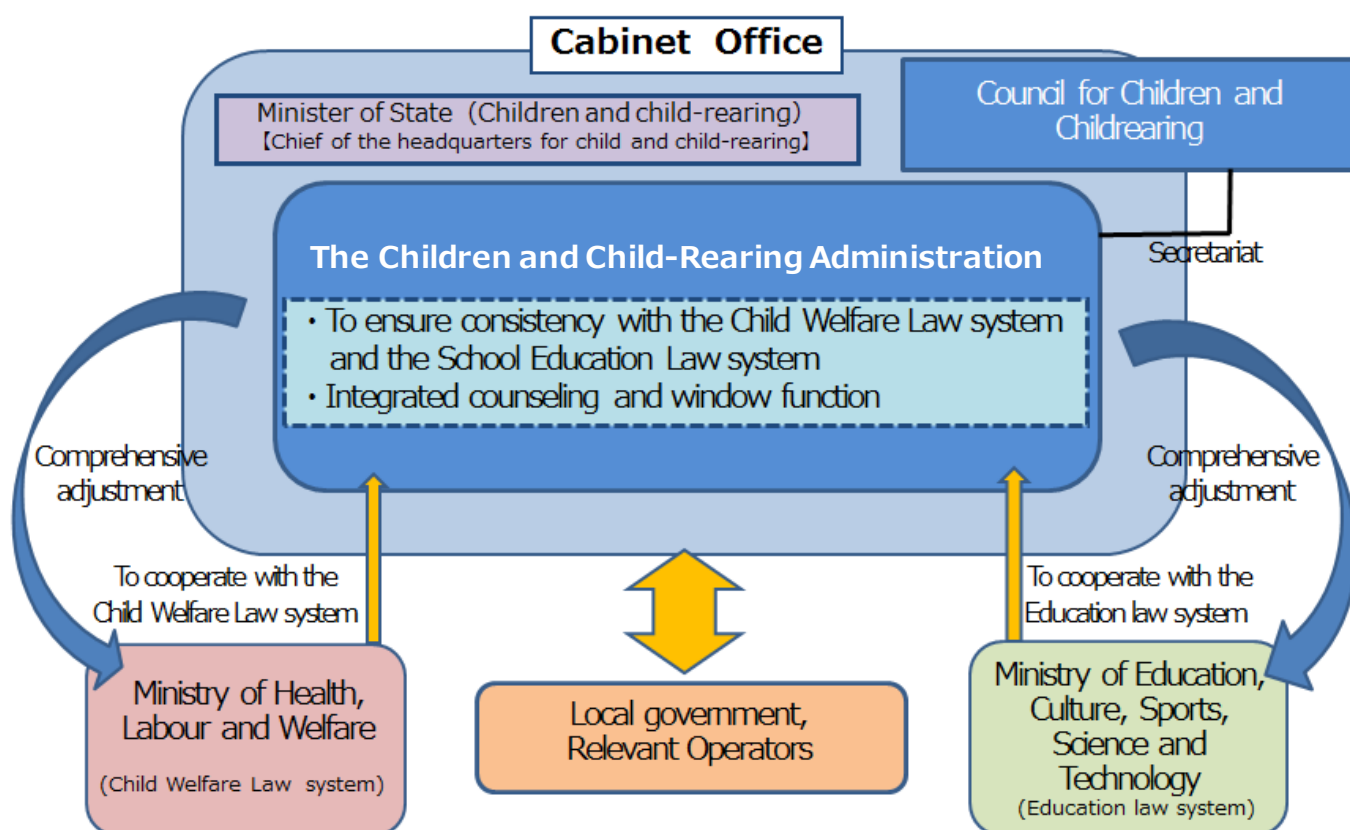 Cabinet Office
Minister of State (Children and child-rearing)
【Chief of the headquarters for child and child-rearing】
Council for Children and
Childrearing
Secretariat
The Children and Child-Rearing Administration
・To ensure consistency with the Child Welfare Law system
and the School Education Law system
・Integrated counseling and window function
Comprehensive
adjustment
Comprehensive
adjustment
To cooperate with the
Child Welfare Law system
To cooperate with the
Education law system
Ministry of Health,
Labour and Welfare
(Child Welfare Law system)
Local government,
Relevant Operators
Ministry of Education,
Culture, Sports,
Science and
Technology
(Education law system)